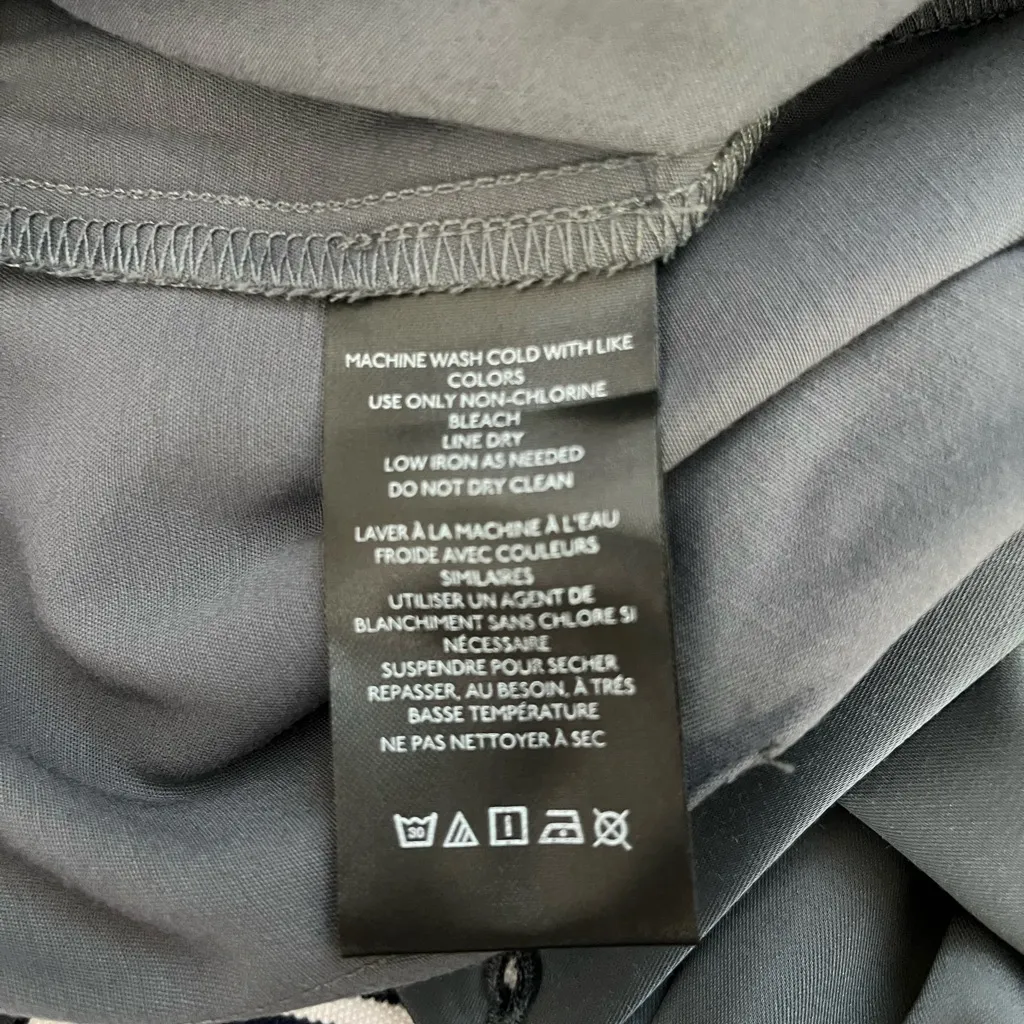 MACHINE WASH COLD WITH LIKE
COLORS
USE ONLY NON-CHLORINE
BLEACH
LINE DRY
LOW IRON AS NEEDED
DO NOT DRY CLEAN
LAVER À LA MACHINE À L'EAU
FROIDE AVEC COULEURS
SIMILAIRES
UTILISER UN AGENT DE
BLANCHIMENT SANS CHLORE SI
NÉCESSAIRE
SUSPENDRE POUR SECHER
REPASSER, AU BESOIN, À TRÉS
BASSE TEMPÉRATURE
NE PAS NETTOYER À SEC
30